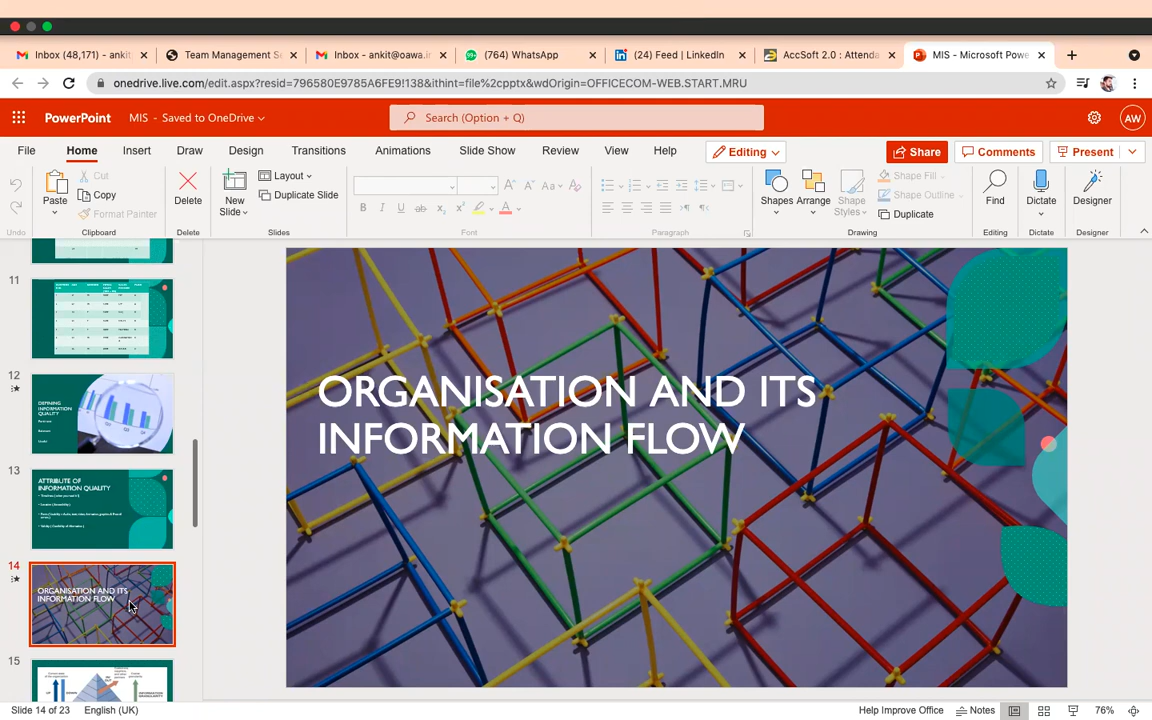 Inbox (48,171) - ankit
Team Management S
Inbox - ankit@oawa.i
(764) WhatsApp
(24) Feed | LinkedIn
AccSoft 2.0 : Attenda
MIS - Microsoft Powe
onedrive.live.com/edit.aspx?resid=796580E9785A6FE9!138&ithint=file%2cpptx&wdOrigin=OFFICECOM-WEB.START.MRU
PowerPoint
MIS - Saved to OneDrive
Search (Option + Q)
AW
File
Home
Insert
Draw
Design
Transitions
Animations
Slide Show
Review
View
Help
Editing
Share
Comments
Present
Paste
Cut
Copy
Format Painter
Delete
New
Slide
Layout
Duplicate Slide
Shapes
Arrange
Shape
Styles
Shape Fill
Shape Outline
Duplicate
Find
Dictate
Designer
Undo
Clipboard
Delete
Slides
Font
Paragraph
Drawing
Editing
Dictate
Designer
11
12
DEFINING
INFORMATION
QUALITY
13
ATTRIBUTE OF
INFORMATION QUALITY
14
ORGANISATION AND ITS
INFORMATION FLOW
15
ORGANISATION AND ITS
INFORMATION FLOW
Slide 14 of 23
English (UK)
Help Improve Office
Notes
76%